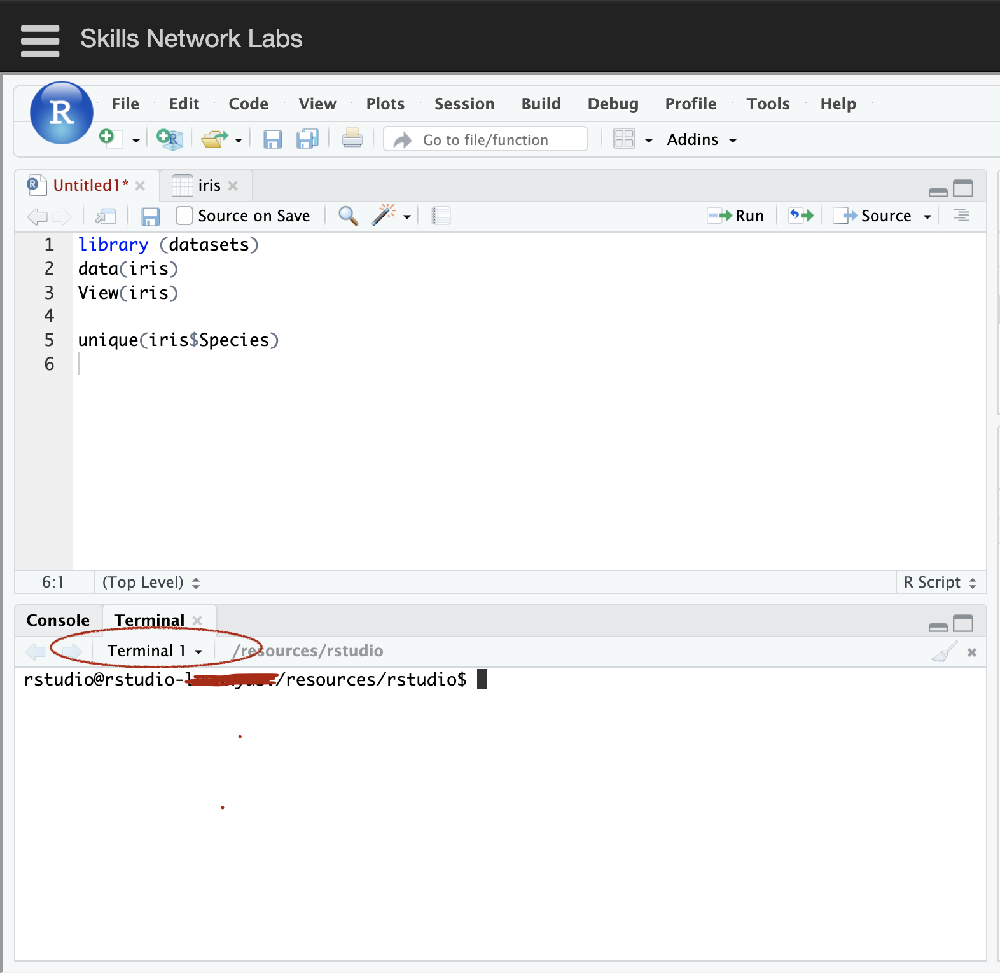 Skills Network Labs
R File Edit Code View Plots Session Build Debug Profile Tools Help
Go to file/function Addins
Untitled1* iris
Source on Save Run Source
1 library (datasets)
2 data(iris)
3 View(iris)
4
5 unique(iris$Species)
6
6:1 (Top Level) R Script
Console Terminal
Terminal 1 /resources/rstudio
rstudio@rstudio-/resources/rstudio$